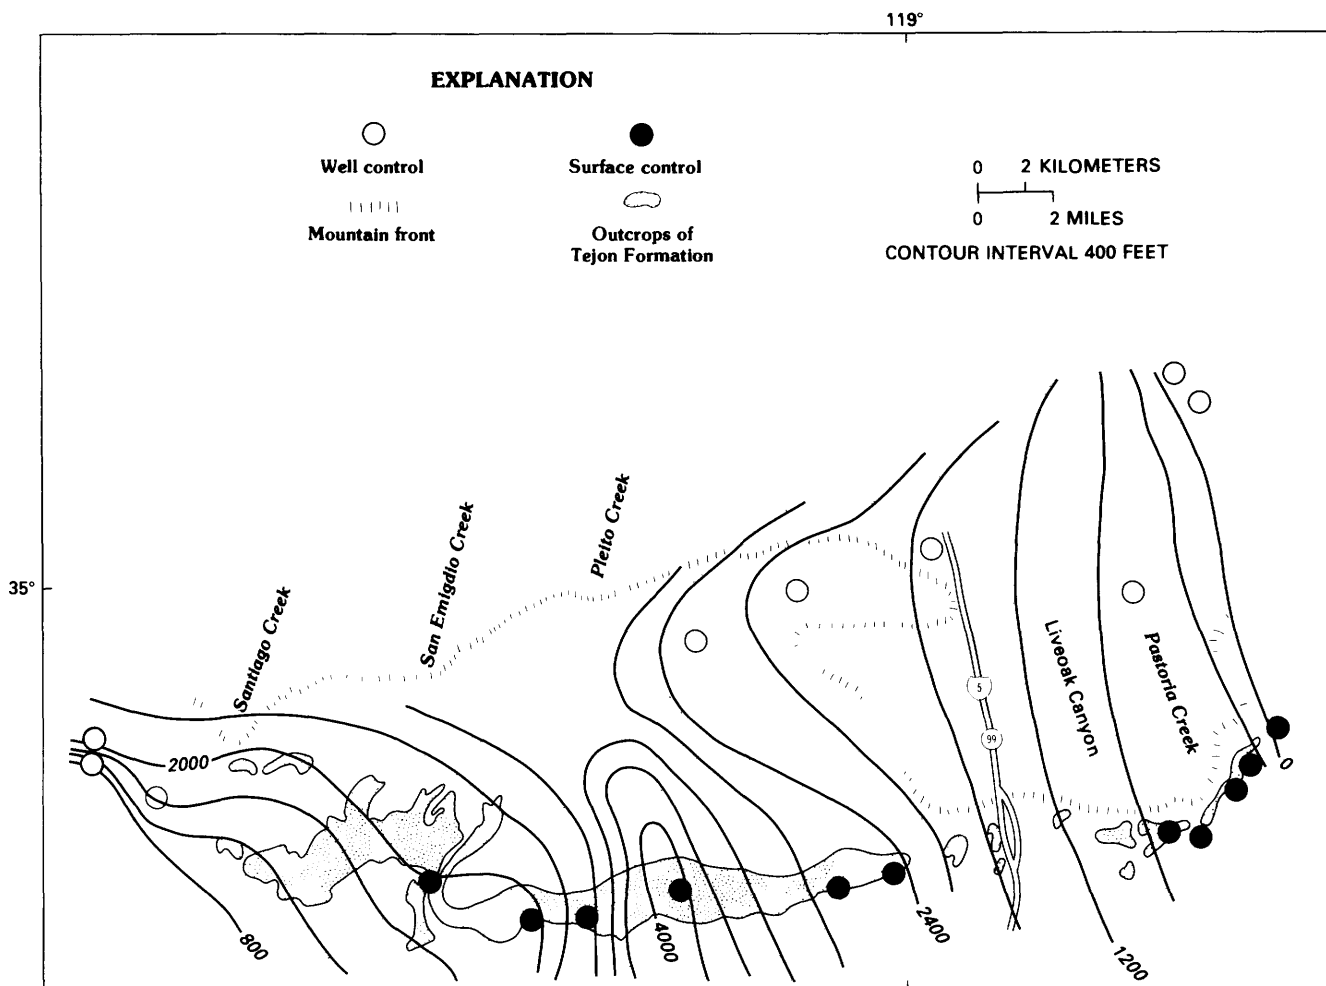 119°
EXPLANATION
Well control
Surface control
Mountain front
Outcrops of
Tejon Formation
0 2 KILOMETERS
0 2 MILES
CONTOUR INTERVAL 400 FEET
35°
Santiago Creek
San Emigdio Creek
Pleito Creek
Liveoak Canyon
Pastoria Creek
5
99
2000
800
4000
2400
1200
0